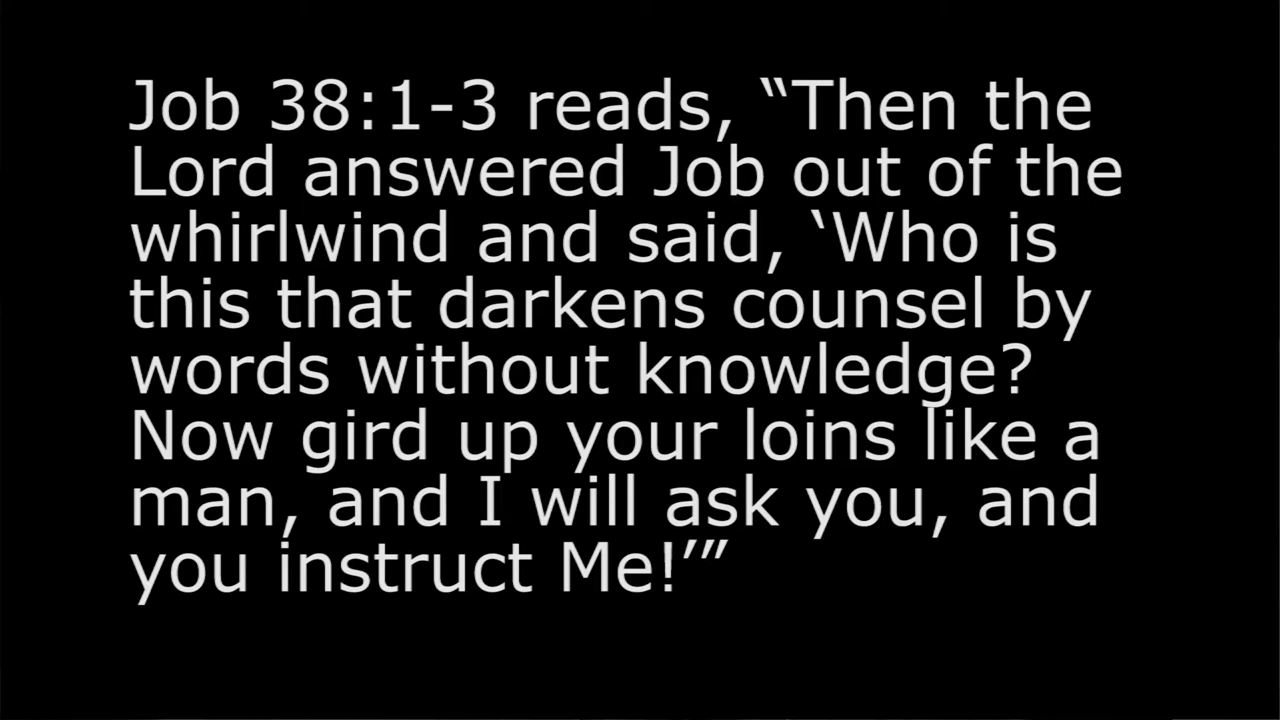 Job 38:1-3 reads, “Then the
Lord answered Job out of the
whirlwind and said, ‘Who is
this that darkens counsel by
words without knowledge?
Now gird up your loins like a
man, and I will ask you, and
you instruct Me!’”